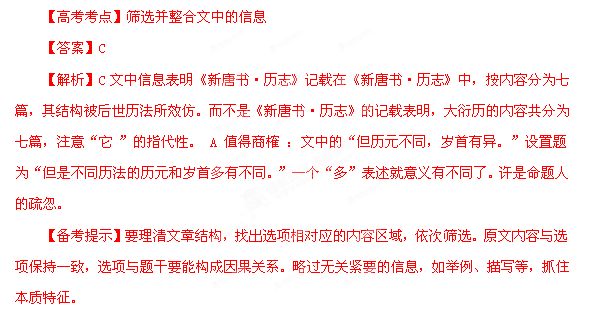 【高考考点】筛选并整合文中的信息
【答案】C
【解析】C 文中信息表明《新唐书·历志》记载在《新唐书·历志》中，按内容分为七
篇，其结构被后世历法所效仿。而不是《新唐书·历志》的记载表明，大衍历的内容共分为
七篇，注意“它 ”的指代性。 A 值得商榷 ：文中的“但历元不同，岁首有异。”设置题
为“但是不同历法的历元和岁首多有不同。”一个“多”表述就意义有不同了。许是命题人
的疏忽。
【备考提示】要理清文章结构，找出选项相对应的内容区域，依次筛选。原文内容与选
项保持一致，选项与题干要能构成因果关系。略过无关紧要的信息，如举例、描写等，抓住
本质特征。